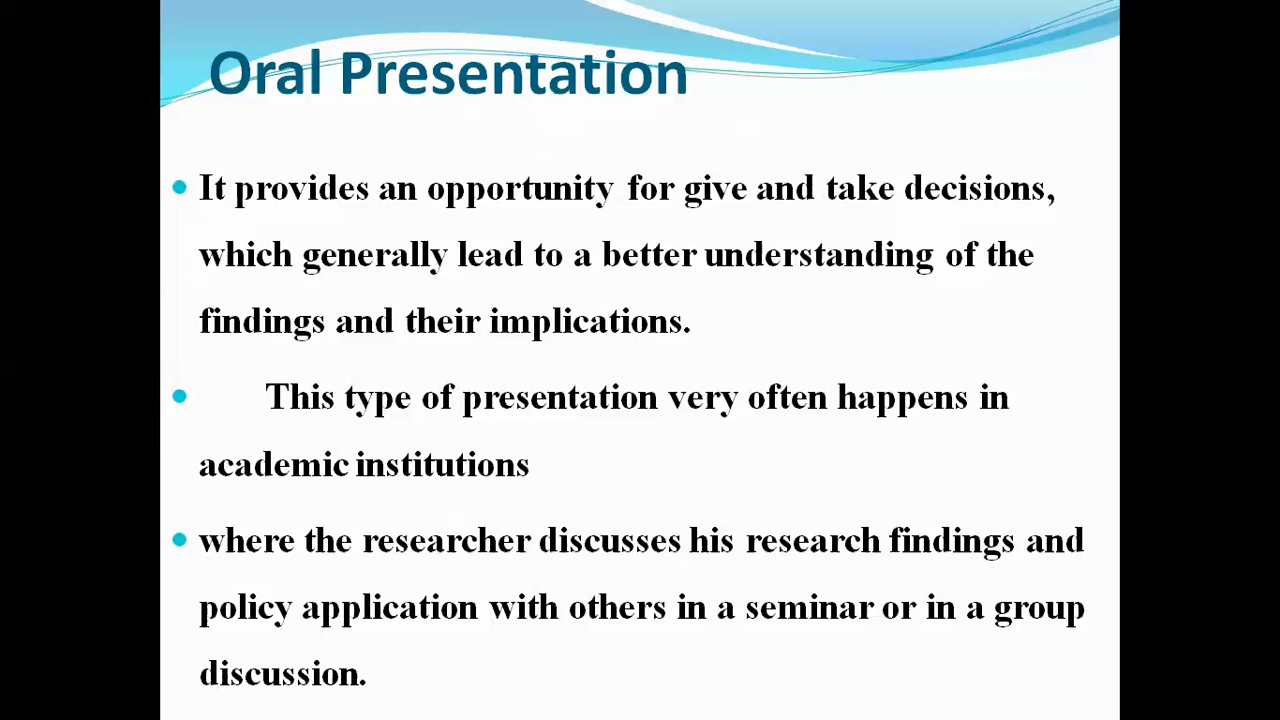 Oral Presentation
It provides an opportunity for give and take decisions,
which generally lead to a better understanding of the
findings and their implications.
This type of presentation very often happens in
academic institutions
where the researcher discusses his research findings and
policy application with others in a seminar or in a group
discussion.